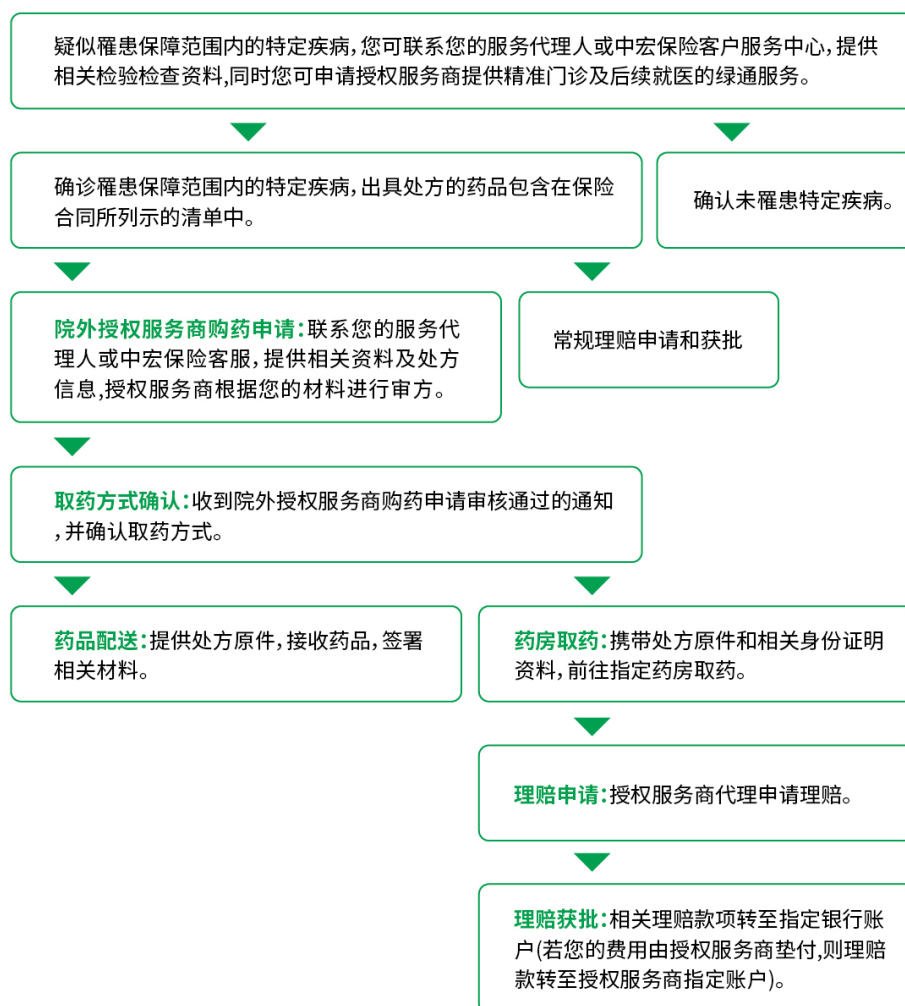 疑似罹患保障范围内的特定疾病，您可联系您的服务代理人或中宏保险客户服务中心，提供
相关检验检查资料,同时您可申请授权服务商提供精准门诊及后续就医的绿通服务。
确诊罹患保障范围内的特定疾病，出具处方的药品包含在保险
合同所列示的清单中。
确认未罹患特定疾病。
院外授权服务商购药申请：联系您的服务代
理人或中宏保险客服，提供相关资料及处方
信息,授权服务商根据您的材料进行审方。
常规理赔申请和获批
取药方式确认：收到院外授权服务商购药申请审核通过的通知
,并确认取药方式。
药品配送：提供处方原件，接收药品，签署
相关材料。
药房取药：携带处方原件和相关身份证明
资料，前往指定药房取药。
理赔申请：授权服务商代理申请理赔。
理赔获批：相关理赔款项转至指定银行账
户(若您的费用由授权服务商垫付,则理赔
款转至授权服务商指定账户)。